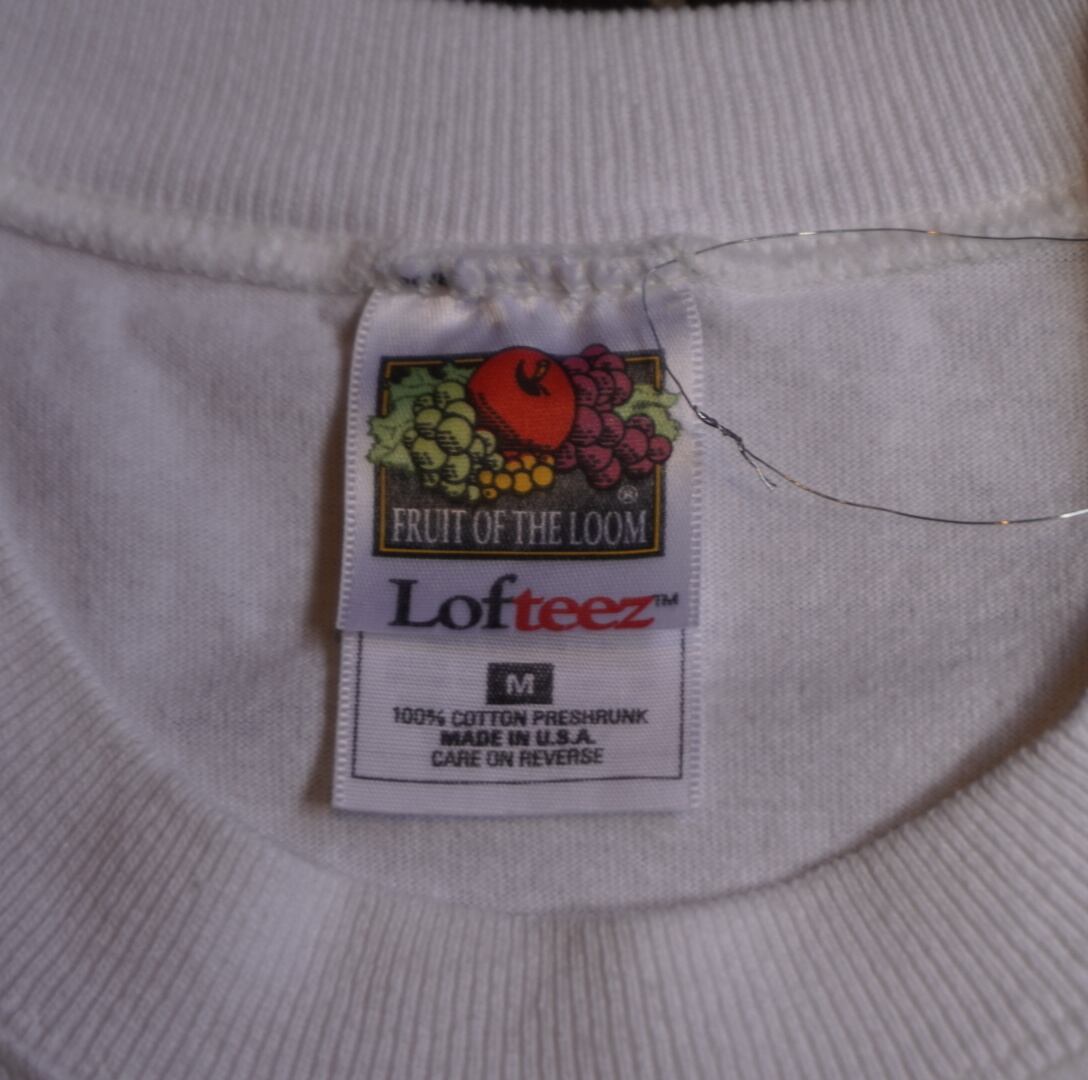 ®
FRUIT OF THE LOOM
Lofteez™
M
100% COTTON PRESHRUNK
MADE IN U.S.A.
CARE ON REVERSE